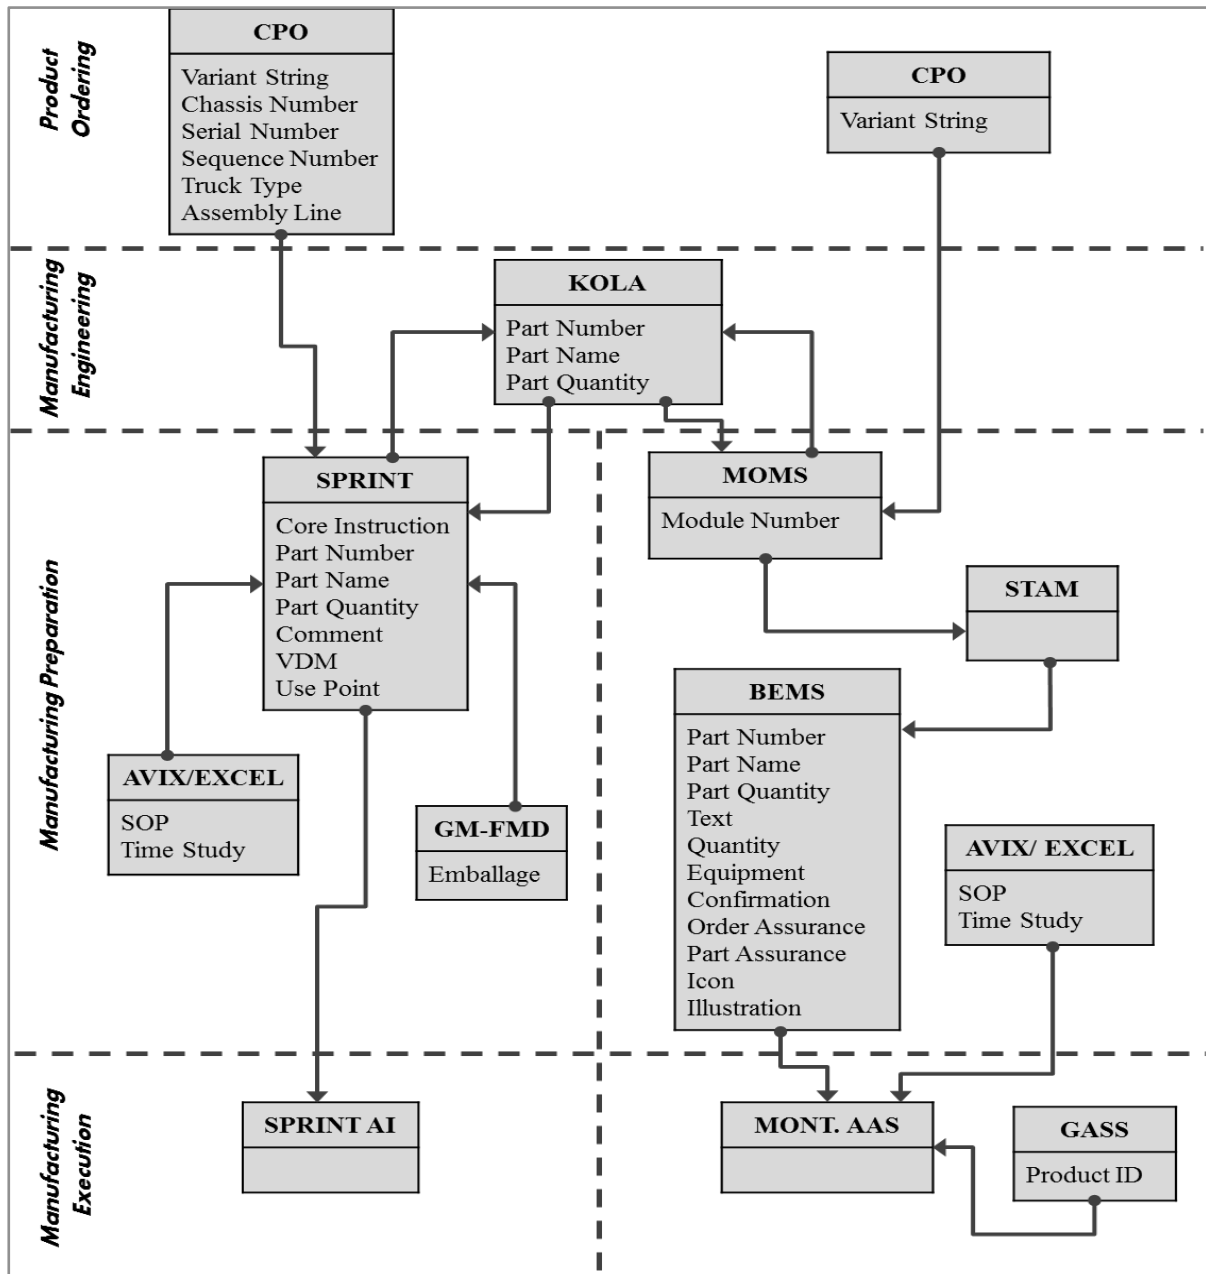 Product
Ordering
CPO
Variant String
Chassis Number
Serial Number
Sequence Number
Truck Type
Assembly Line
CPO
Variant String
Manufacturing
Engineering
KOLA
Part Number
Part Name
Part Quantity
Manufacturing Preparation
SPRINT
Core Instruction
Part Number
Part Name
Part Quantity
Comment
VDM
Use Point
MOMS
Module Number
STAM
BEMS
Part Number
Part Name
Part Quantity
Text
Quantity
Equipment
Confirmation
Order Assurance
Part Assurance
Icon
Illustration
AVIX/EXCEL
SOP
Time Study
GM-FMD
Emballage
AVIX/ EXCEL
SOP
Time Study
Manufacturing
Execution
SPRINT AI
MONT. AAS
GASS
Product ID